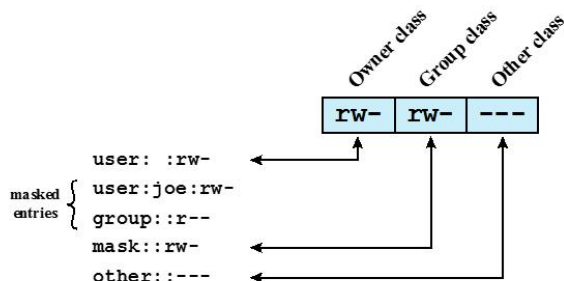 Owner class
Group class
Other class
rw- rw- ---
user: :rw-
masked
entries
user:joe:rw-
group::r--
mask::rw-
other::---